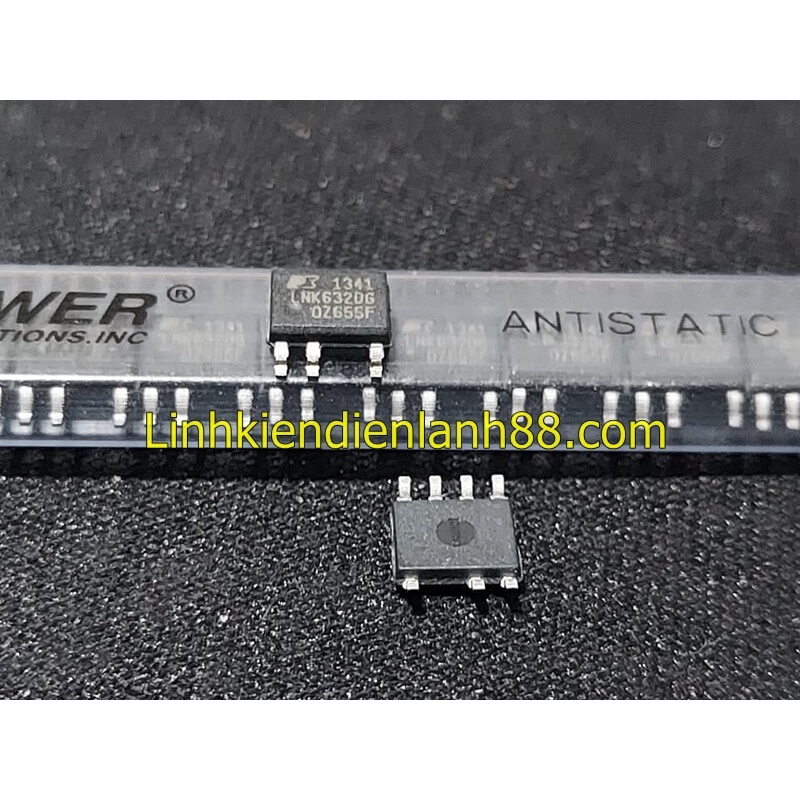 WER®
TIONS.INC
1341
LNK632DG
0Z655F
ANTISTATIC
Linhkiendienlanh88.com